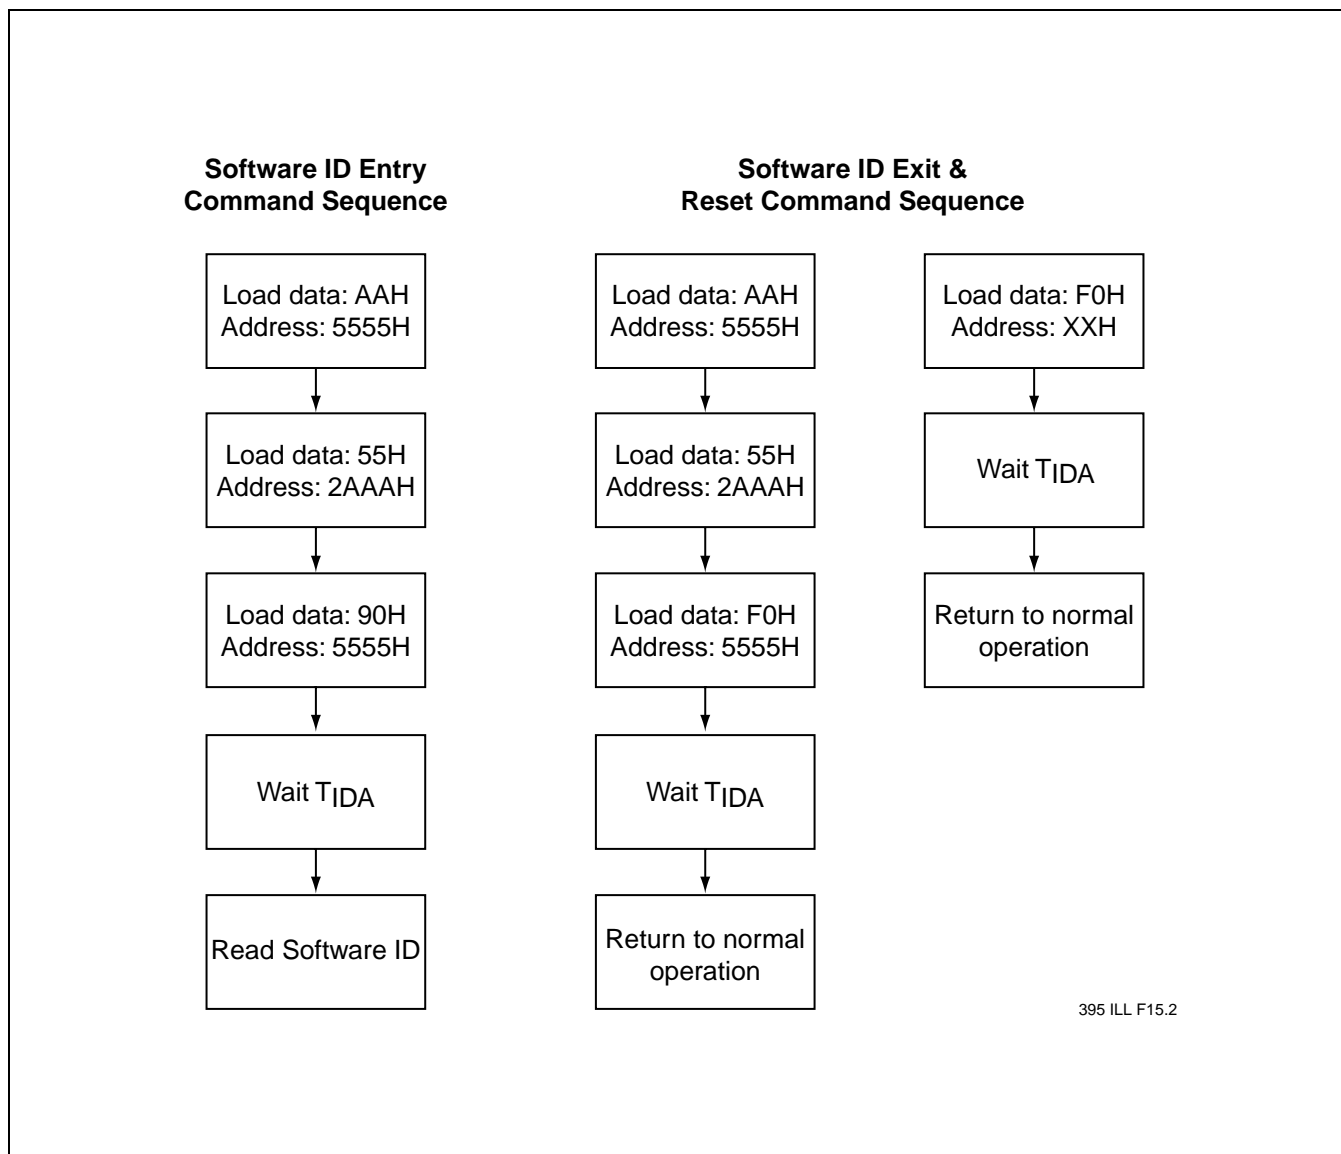 Software ID Entry
Command Sequence
Load data: AAH
Address: 5555H
Load data: 55H
Address: 2AAAH
Load data: 90H
Address: 5555H
Wait TIDA
Read Software ID
Software ID Exit &
Reset Command Sequence
Load data: AAH
Address: 5555H
Load data: 55H
Address: 2AAAH
Load data: F0H
Address: 5555H
Wait TIDA
Return to normal
operation
Load data: F0H
Address: XXH
Wait TIDA
Return to normal
operation
395 ILL F15.2